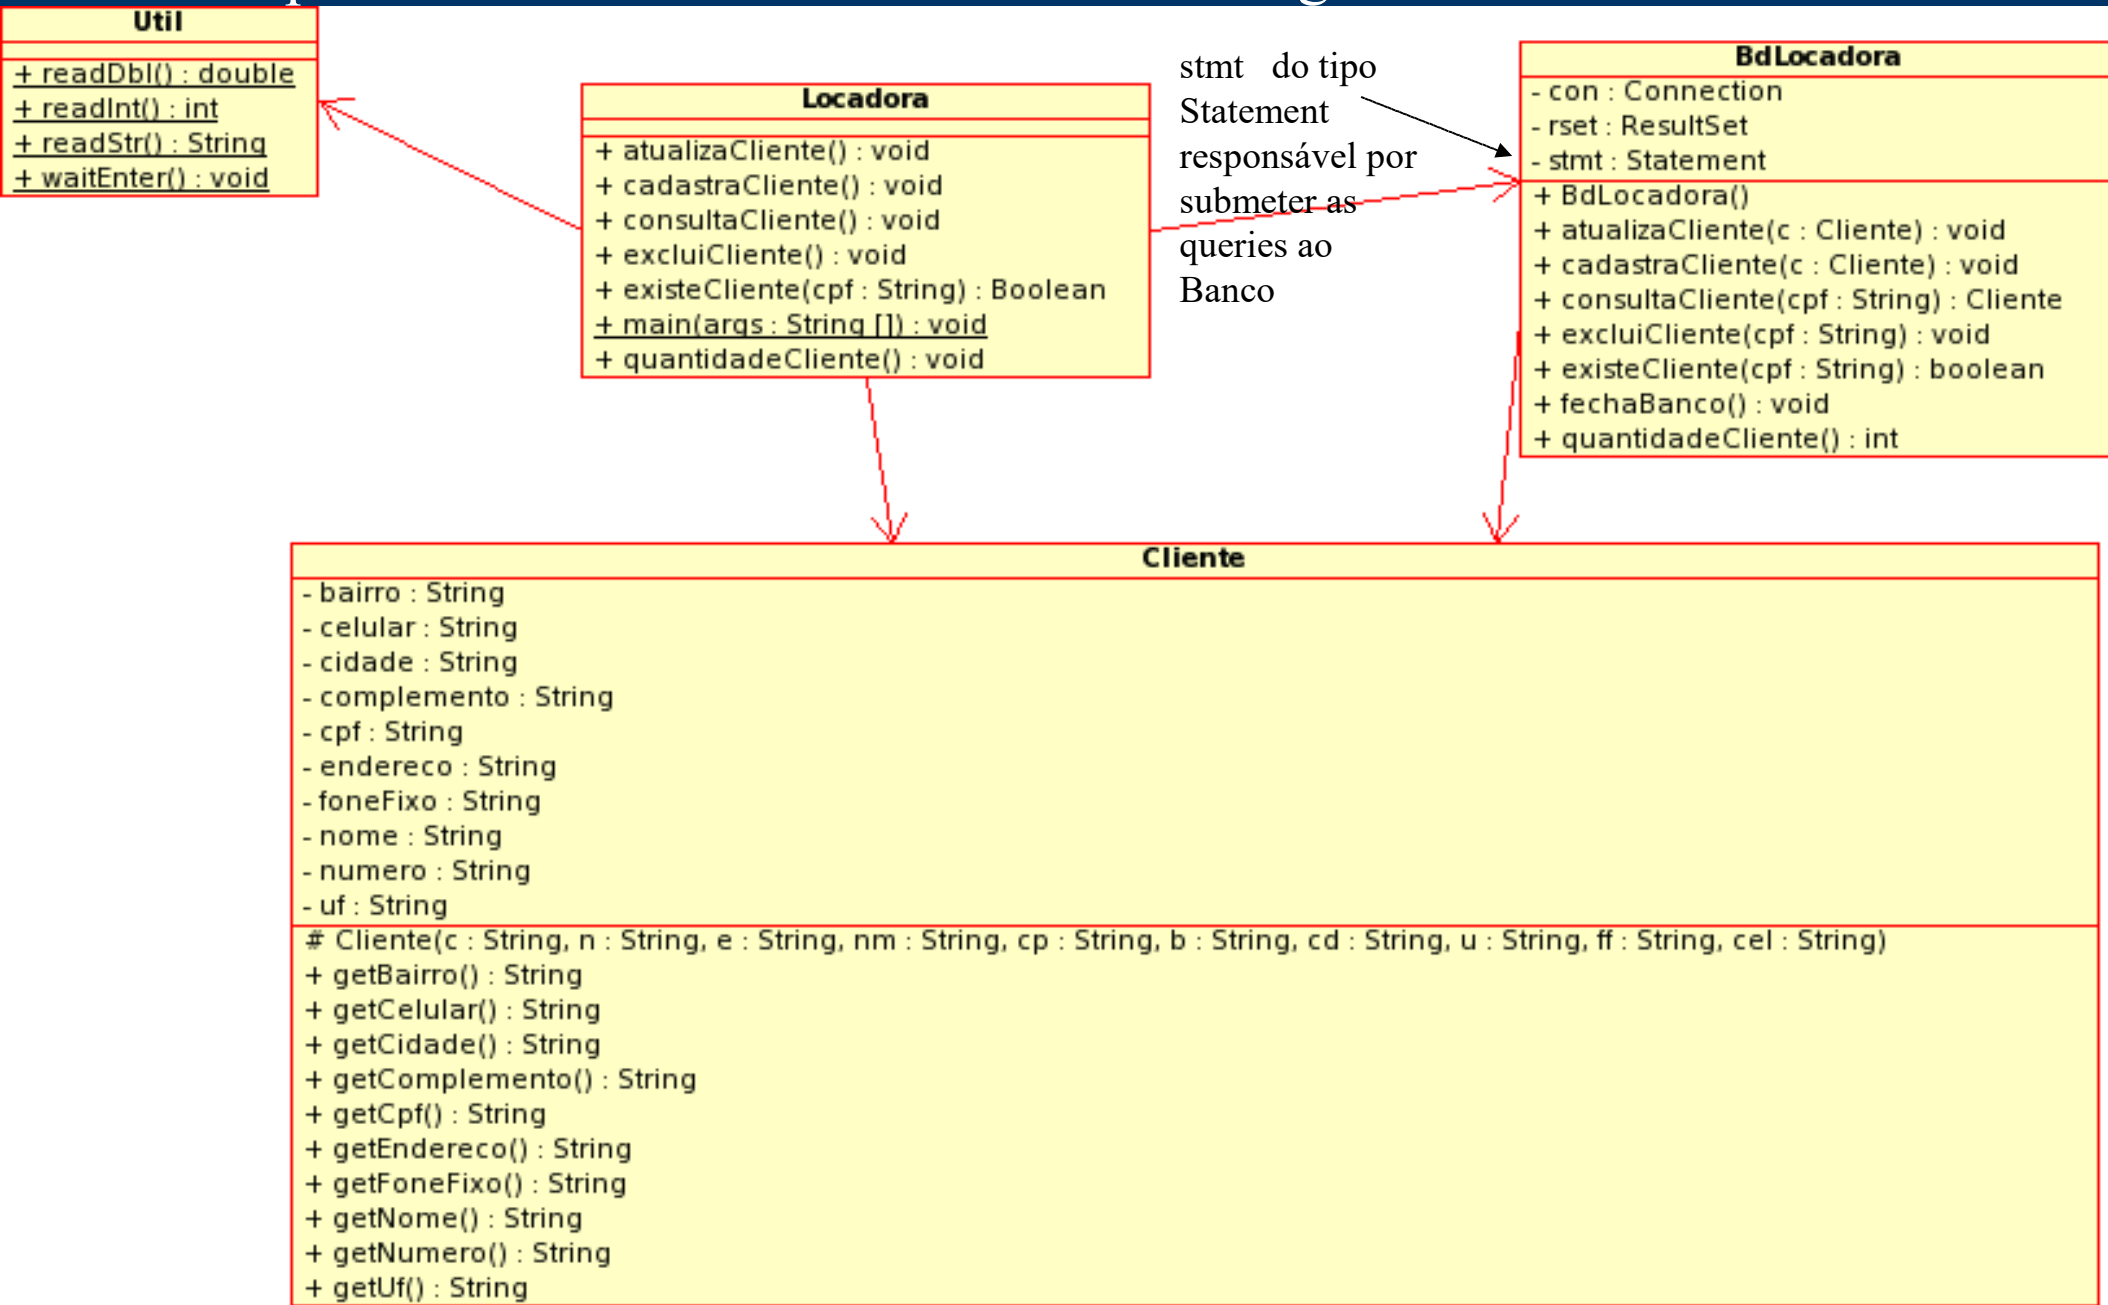 Util
+ readDbl() : double
+ readInt() : int
+ readStr() : String
+ waitEnter() : void
Locadora
+ atualizaCliente() : void
+ cadastraCliente() : void
+ consultaCliente() : void
+ excluiCliente() : void
+ existeCliente(cpf : String) : Boolean
+ main(args : String []) : void
+ quantidadeCliente() : void
stmt do tipo
Statement
responsável por
submeter as
queries ao
Banco
BdLocadora
- con : Connection
- rset : ResultSet
- stmt : Statement
+ BdLocadora()
+ atualizaCliente(c : Cliente) : void
+ cadastraCliente(c : Cliente) : void
+ consultaCliente(cpf : String) : Cliente
+ excluiCliente(cpf : String) : void
+ existeCliente(cpf : String) : boolean
+ fechaBanco() : void
+ quantidadeCliente() : int
Cliente
- bairro : String
- celular : String
- cidade : String
- complemento : String
- cpf : String
- endereco : String
- foneFixo : String
- nome : String
- numero : String
- uf : String
# Cliente(c : String, n : String, e : String, nm : String, cp : String, b : String, cd : String, u : String, ff : String, cel : String)
+ getBairro() : String
+ getCelular() : String
+ getCidade() : String
+ getComplemento() : String
+ getCpf() : String
+ getEndereco() : String
+ getFoneFixo() : String
+ getNome() : String
+ getNumero() : String
+ getUf() : String